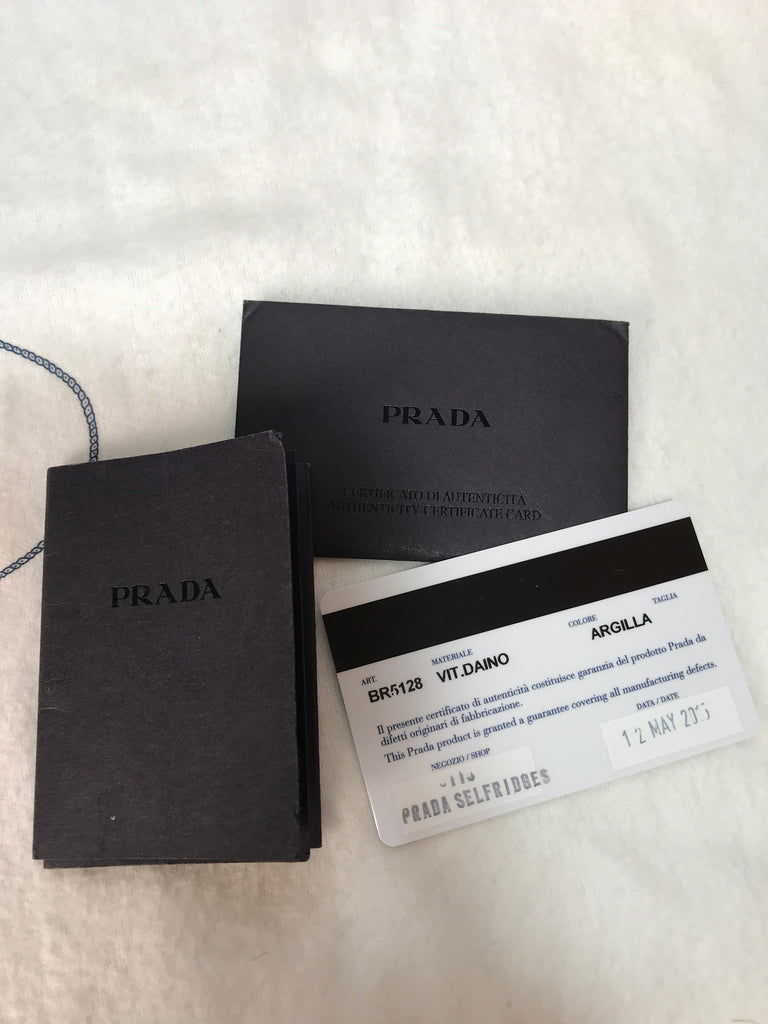 PRADA
CERTIFICATO DI AUTENTICITÀ
AUTHENTICITY CERTIFICATE CARD
PRADA
ART.
BR5128
MATERIALE
VIT.DAINO
COLORE
ARGILLA
TAGLIA
Il presente certificato di autenticità costituisce garanzia del prodotto Prada da
difetti originari di fabbricazione.
This Prada product is granted a guarantee covering all manufacturing defects.
NEGOZIO / SHOP
PRADA SELFRIDGES
DATA / DATE
12 MAY